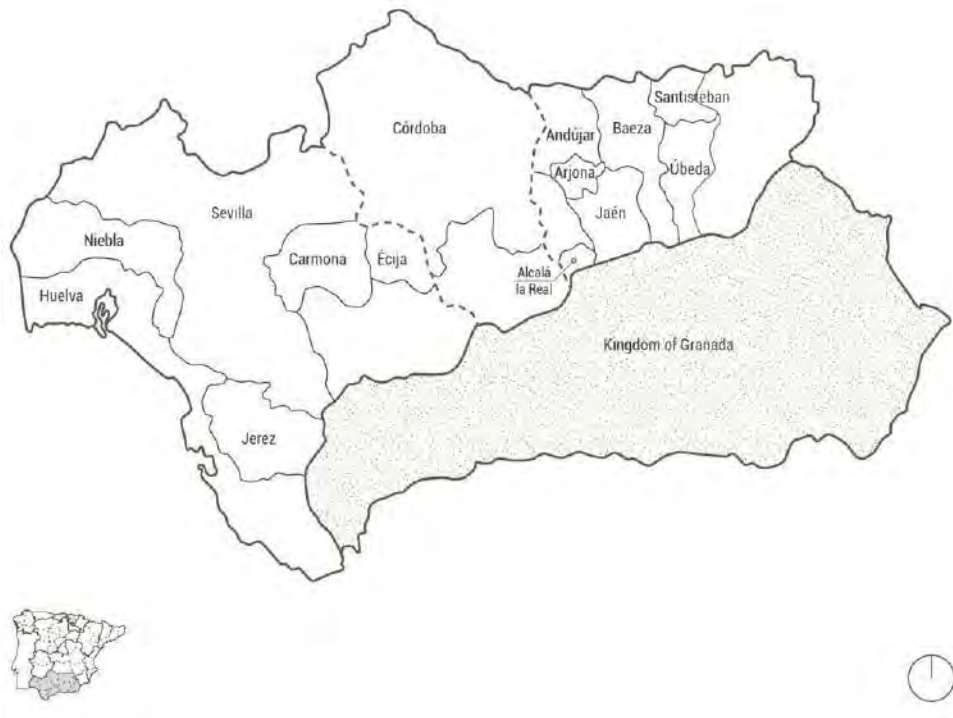 Santisteban
Córdoba
Andújar
Baeza
Arjona
Úbeda
Sevilla
Jaén
Niebla
Carmona
Écija
Alcalá
la Real
Huelva
Kingdom of Granada
Jerez